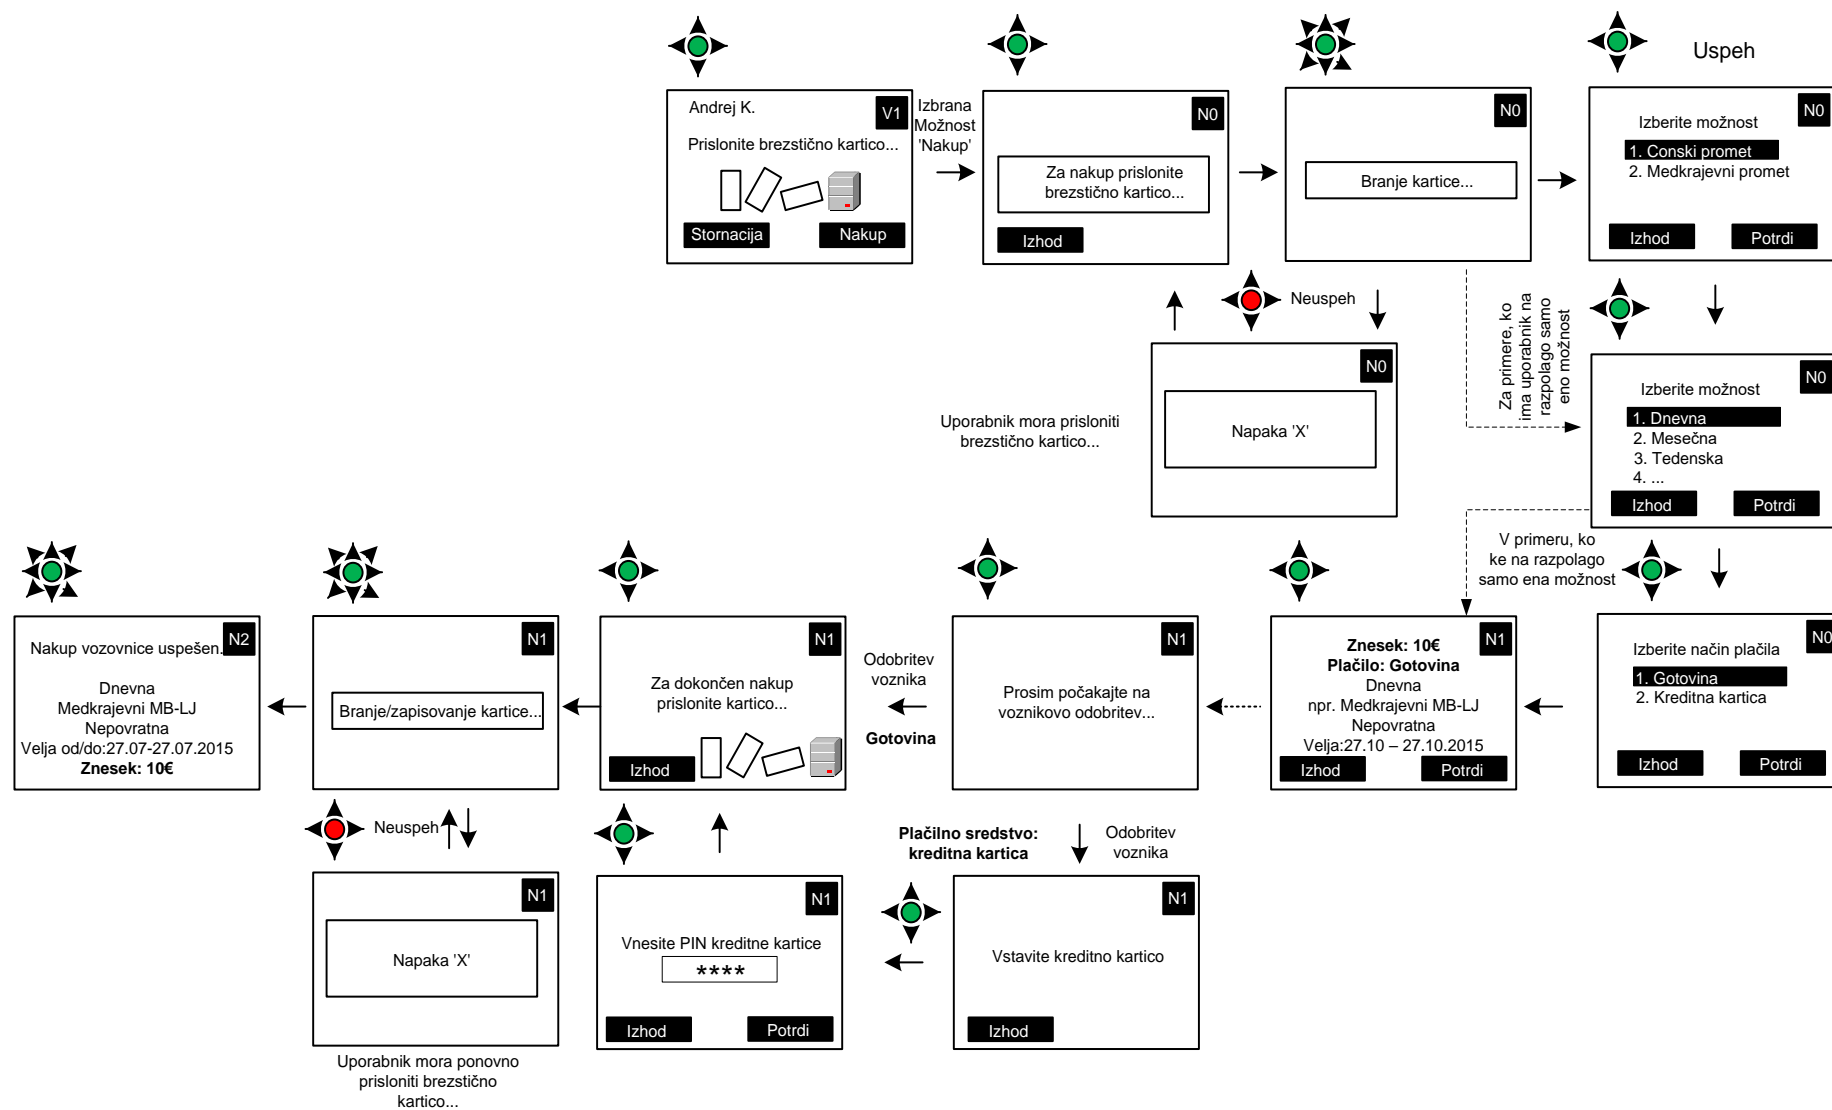 Uspeh
Andrej K.
V1
Prislonite brezstično kartico...
Stornacija
Nakup
Izbrana
Možnost
'Nakup'
N0
Za nakup prislonite
brezstično kartico...
Izhod
N0
Branje kartice...
N0
Izberite možnost
1. Conski promet
2. Medkrajevni promet
Izhod
Potrdi
Neuspeh
Za primere, ko
ima uporabnik na
razpolago samo
eno možnost
N0
Napaka 'X'
Uporabnik mora prisloniti
brezstično kartico...
N0
Izberite možnost
1. Dnevna
2. Mesečna
3. Tedenska
4. ...
Izhod
Potrdi
V primeru, ko
ke na razpolago
samo ena možnost
N0
Izberite način plačila
1. Gotovina
2. Kreditna kartica
Izhod
Potrdi
N1
Znesek: 10€
Plačilo: Gotovina
Dnevna
npr. Medkrajevni MB-LJ
Nepovratna
Velja:27.10 – 27.10.2015
Izhod
Potrdi
N1
Prosim počakajte na
voznikovo odobritev...
Odobritev
voznika
Gotovina
N1
Za dokončen nakup
prislonite kartico...
Izhod
N1
Branje/zapisovanje kartice...
N2
Nakup vozovnice uspešen.
Dnevna
Medkrajevni MB-LJ
Nepovratna
Velja od/do:27.07-27.07.2015
Znesek: 10€
Neuspeh
N1
Napaka 'X'
Uporabnik mora ponovno
prisloniti brezstično
kartico...
Plačilno sredstvo:
kreditna kartica
Odobritev
voznika
N1
Vstavite kreditno kartico
Izhod
N1
Vnesite PIN kreditne kartice
****
Izhod
Potrdi